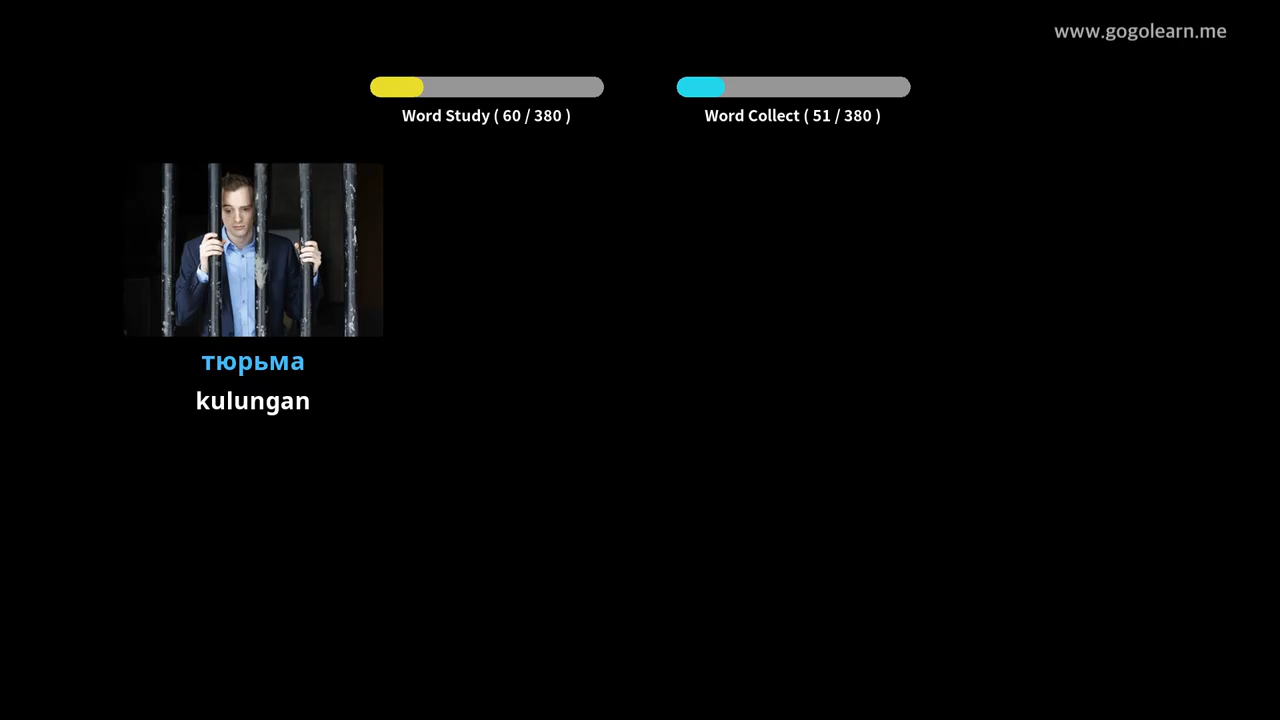 www.gogolearn.me
Word Study ( 60 / 380 )
Word Collect ( 51 / 380 )
тюрьма
kulungan